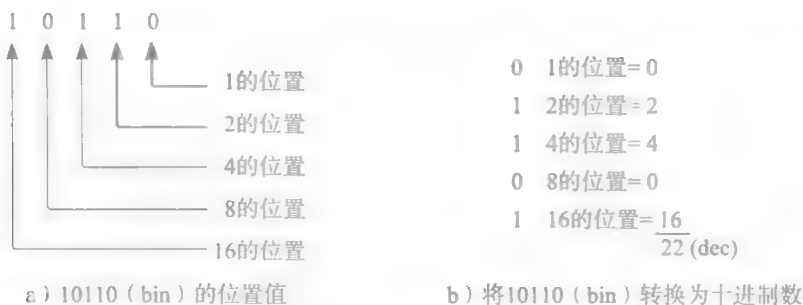 1 0 1 1 0
1的位置
2的位置
4的位置
8的位置
16的位置
a）10110（bin）的位置值
0 1的位置=0
1 2的位置=2
1 4的位置=4
0 8的位置=0
1 16的位置=16
22 (dec)
b）将10110（bin）转换为十进制数